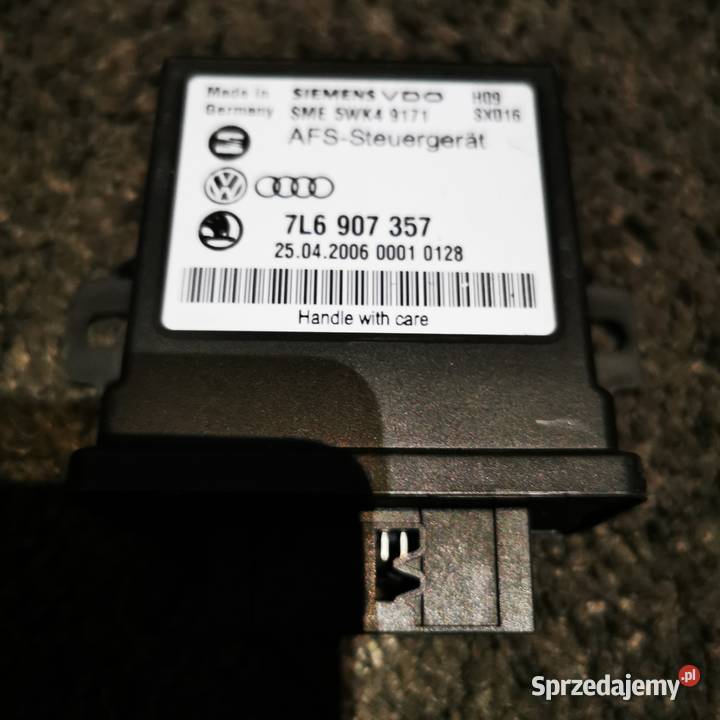 Made in SIEMENS VDO H09
Germany SME 5WK4 9171 SX016
AFS-Steuergerät
7L6 907 357
25.04.2006 0001 0128
Handle with care
Sprzedajemy.pl